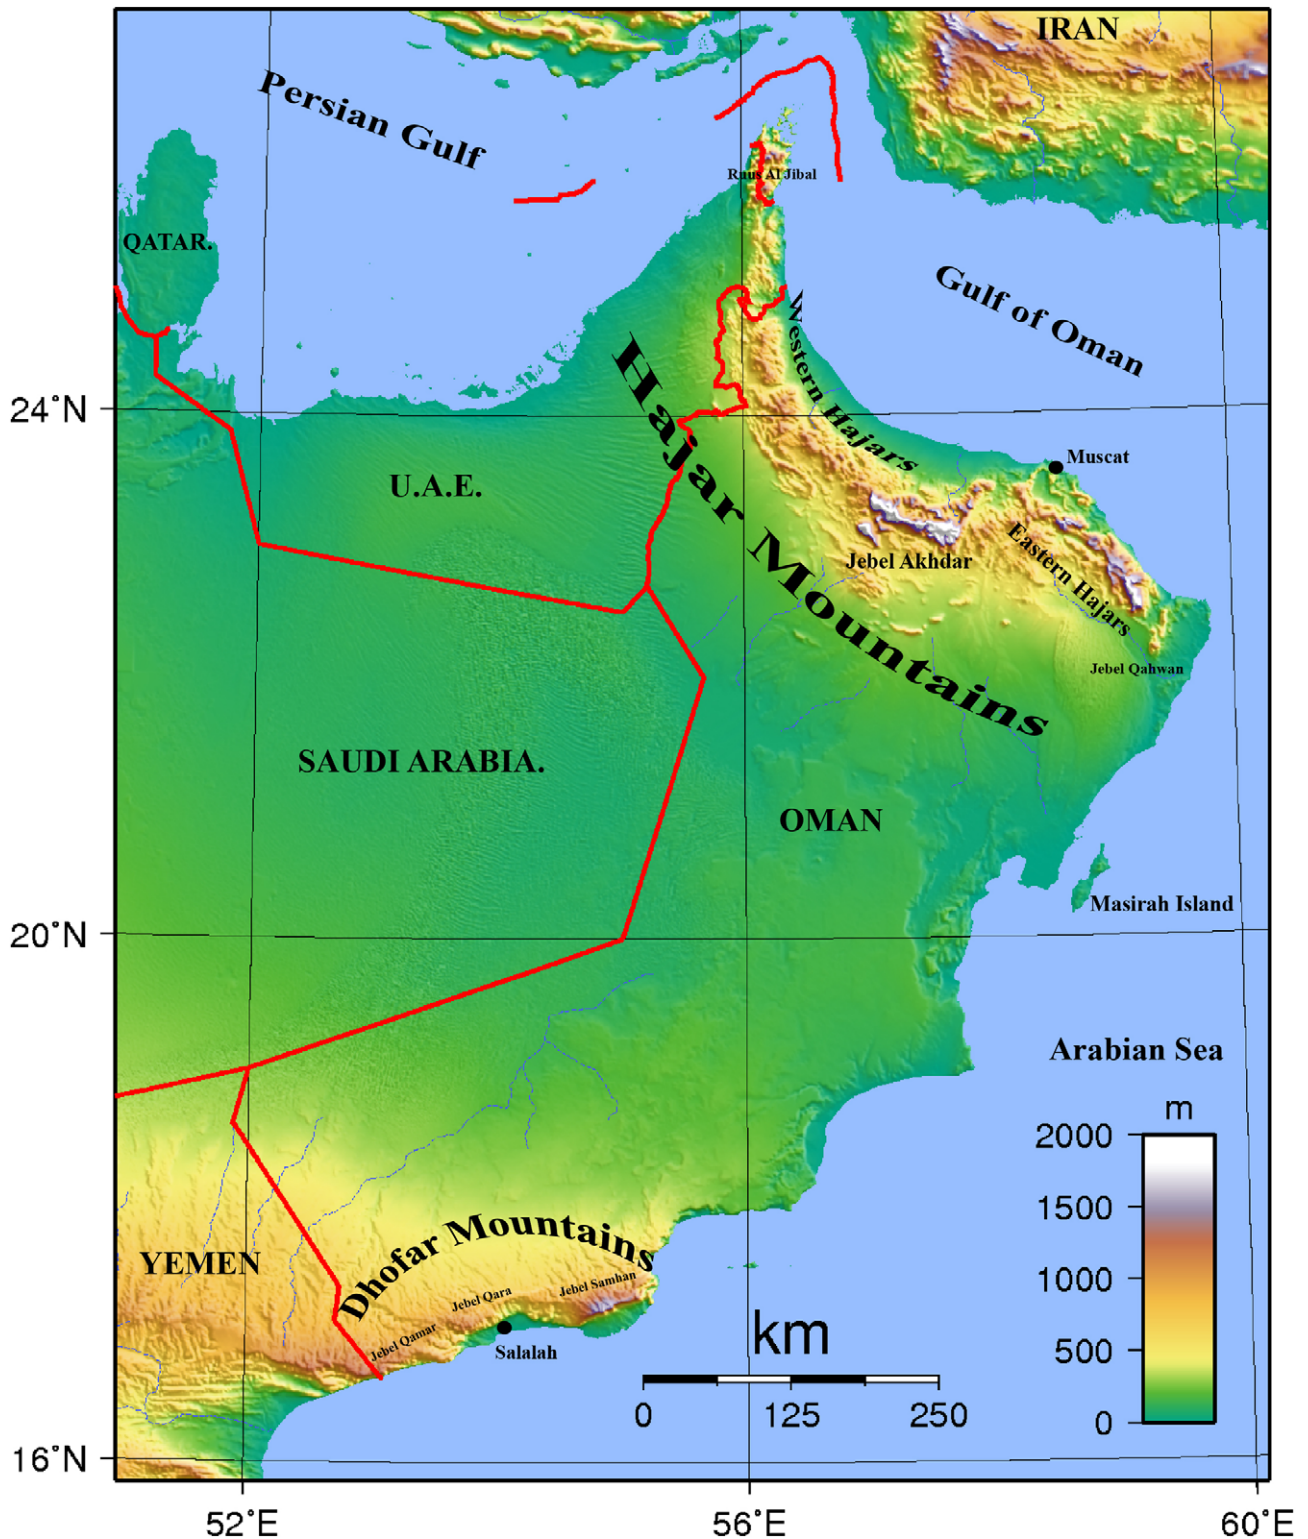 IRAN
Persian Gulf
Ruus Al Jibal
QATAR.
Gulf of Oman
Western Hajars
24°N
Hajar Mountains
Muscat
U.A.E.
Jebel Akhdar
Eastern Hajars
Jebel Qahwan
SAUDI ARABIA.
OMAN
Masirah Island
20°N
Arabian Sea
m
2000
1500
1000
500
0
YEMEN
Dhofar Mountains
Jebel Samhan
Jebel Qara
Jebel Qamar
Salalah
km
0 125 250
16°N
52°E 56°E 60°E